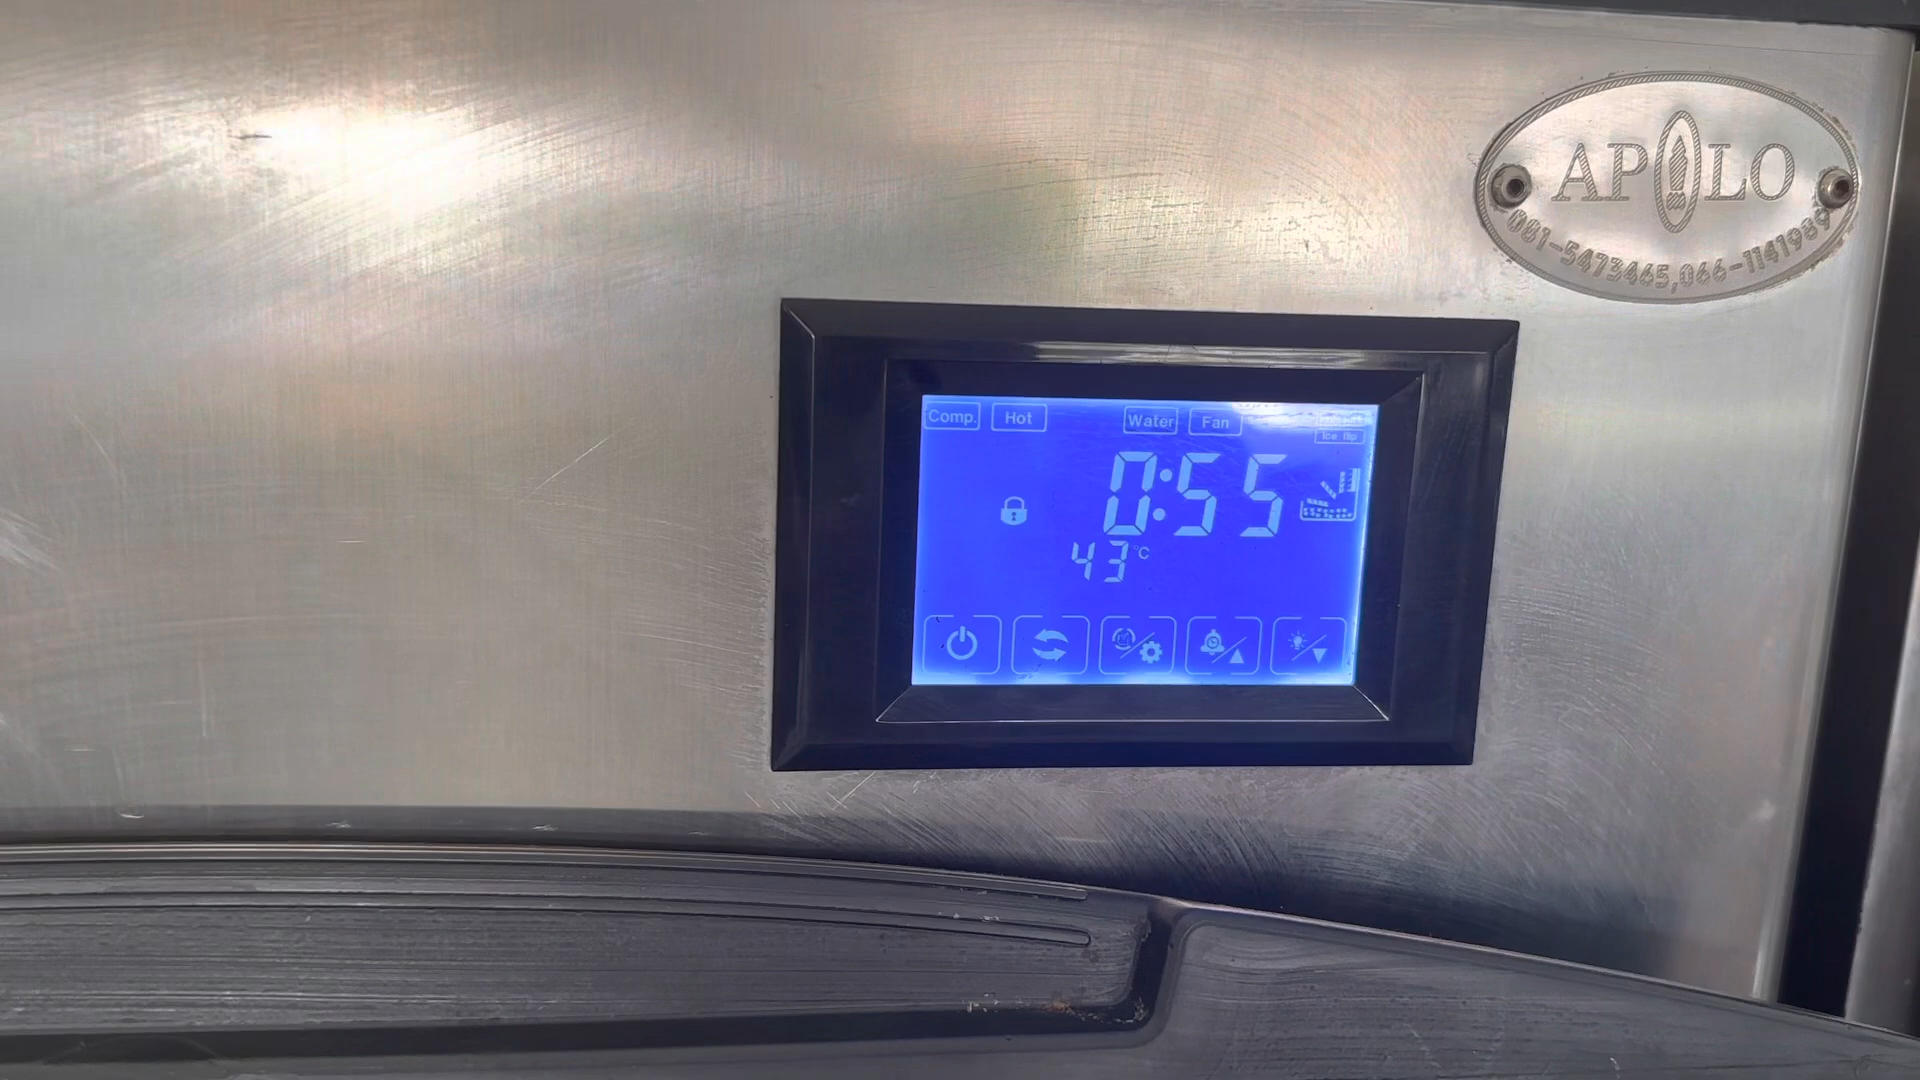 APOLO
081-5473465,066-1141989
Comp. Hot Water Fan
Ice flip
0:55
43°C